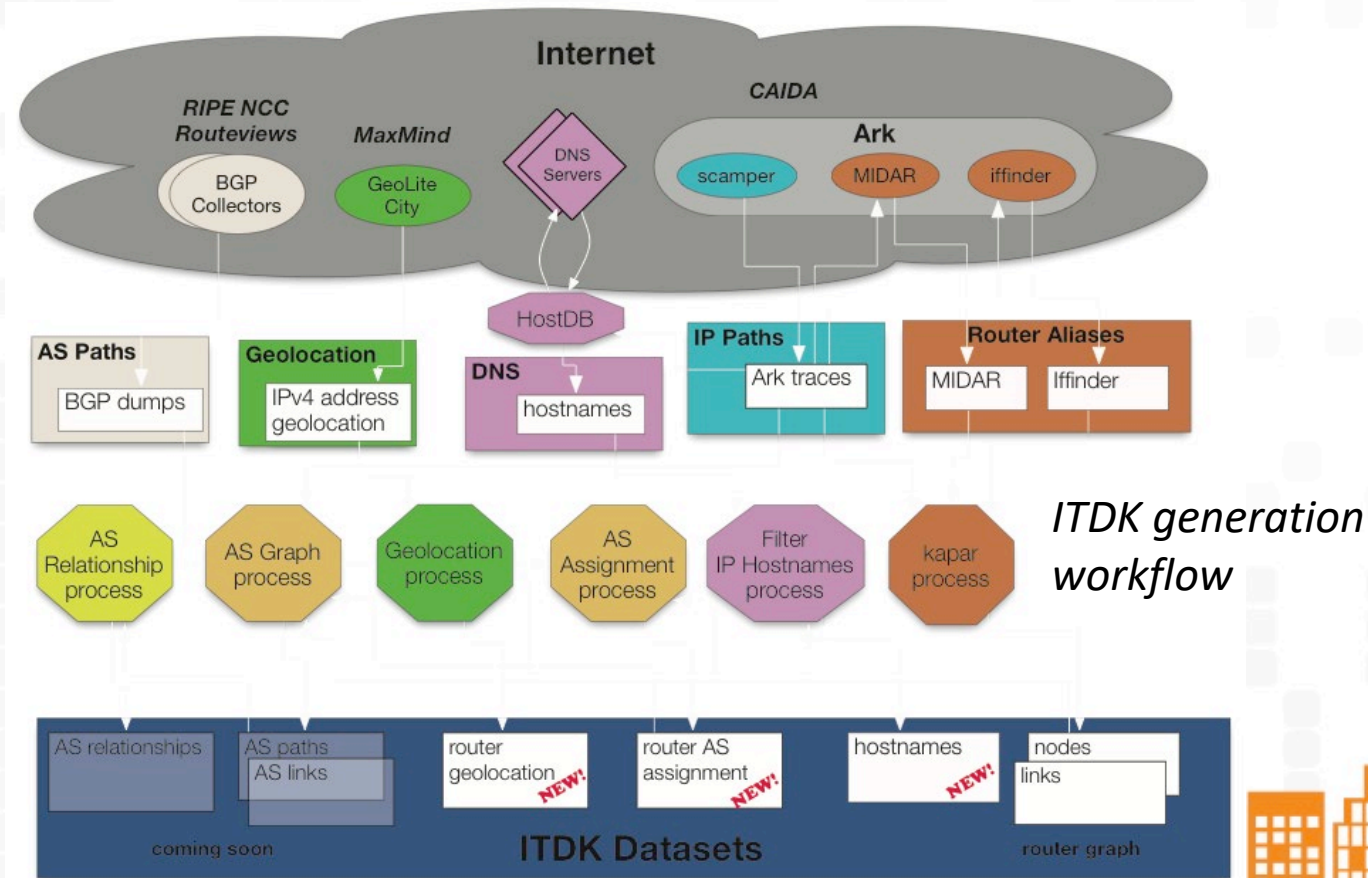 Internet
RIPE NCC
Routeviews
MaxMind
CAIDA
Ark
BGP
Collectors
GeoLite
City
DNS
Servers
scamper
MIDAR
iffinder
HostDB
AS Paths
BGP dumps
Geolocation
IPv4 address
geolocation
DNS
hostnames
IP Paths
Ark traces
Router Aliases
MIDAR
Iffinder
AS
Relationship
process
AS Graph
process
Geolocation
process
AS
Assignment
process
Filter
IP Hostnames
process
kapar
process
ITDK generation
workflow
AS relationships
AS paths
AS links
router
geolocation
NEW!
router AS
assignment
NEW!
hostnames
NEW!
nodes
links
coming soon
ITDK Datasets
router graph